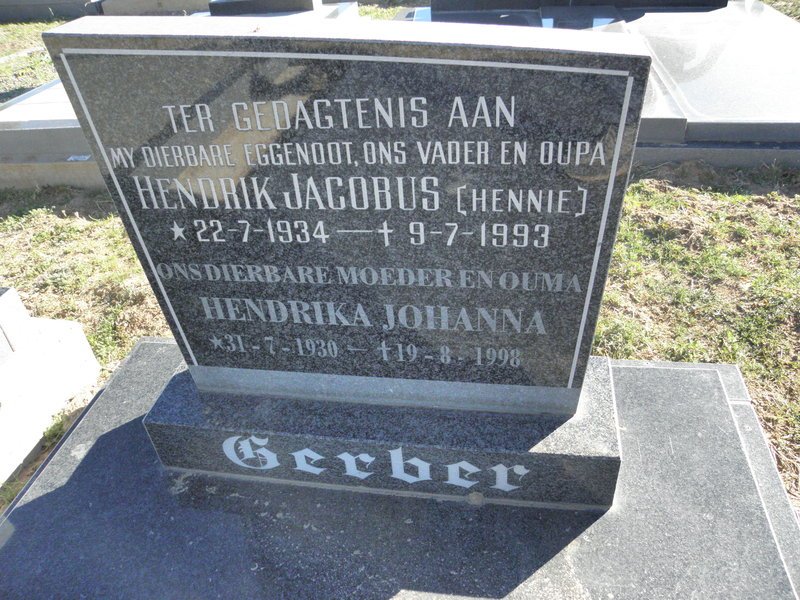 TER GEDAGTENIS AAN
MY DIERBARE EGGENOOT, ONS VADER EN OUPA
HENDRIK JACOBUS (HENNIE)
★ 22-7-1934 — † 9-7-1993
ONS DIERBARE MOEDER EN OUMA
HENDRIKA JOHANNA
★31-7-1930 — †19-8-1998
Gerber